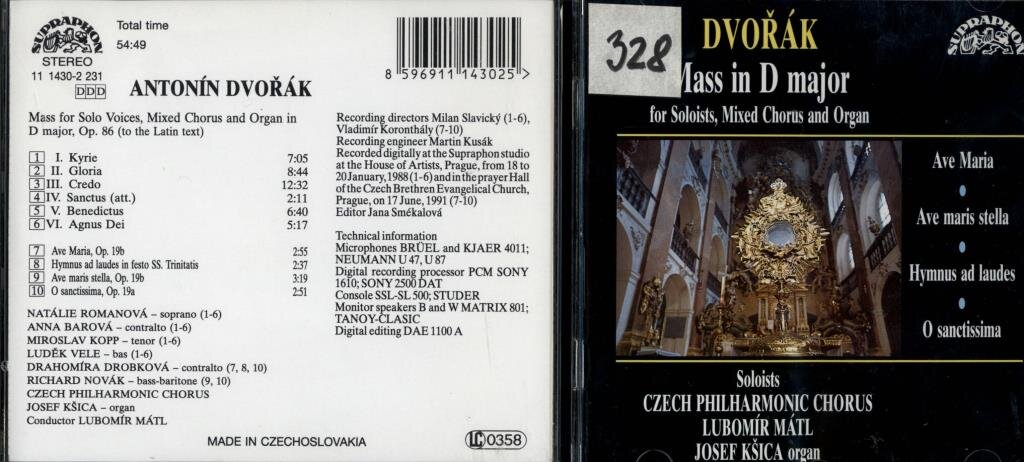 SUPRAPHON
STEREO
11 1430-2 231
DDD
Total time
54:49
8 596911 143025 >
ANTONÍN DVOŘÁK
Mass for Solo Voices, Mixed Chorus and Organ in
D major, Op. 86 (to the Latin text)
1 I. Kyrie 7:05
2 II. Gloria 8:44
3 III. Credo 12:32
4 IV. Sanctus (att.) 2:11
5 V. Benedictus 6:40
6 VI. Agnus Dei 5:17
7 Ave Maria, Op. 19b 2:55
8 Hymnus ad laudes in festo SS. Trinitatis 2:37
9 Ave maris stella, Op. 19b 3:19
10 O sanctissima, Op. 19a 2:51
NATÁLIE ROMANOVÁ – soprano (1-6)
ANNA BAROVÁ – contralto (1-6)
MIROSLAV KOPP – tenor (1-6)
LUDĚK VELE – bas (1-6)
DRAHOMÍRA DROBKOVÁ – contralto (7, 8, 10)
RICHARD NOVÁK – bass-baritone (9, 10)
CZECH PHILHARMONIC CHORUS
JOSEF KŠICA – organ
Conductor LUBOMÍR MÁTL
Recording directors Milan Slavický (1-6),
Vladimír Koronthály (7-10)
Recording engineer Martin Kusák
Recorded digitally at the Supraphon studio
at the House of Artists, Prague, from 18 to
20 January, 1988 (1-6) and in the prayer Hall
of the Czech Brethren Evangelical Church,
Prague, on 17 June, 1991 (7-10)
Editor Jana Smékalová
Technical information
Microphones BRÜEL and KJAER 4011;
NEUMANN U 47, U 87
Digital recording processor PCM SONY
1610; SONY 2500 DAT
Console SSL-SL 500; STUDER
Monitor speakers B and W MATRIX 801;
TANOY-CLASIC
Digital editing DAE 1100 A
MADE IN CZECHOSLOVAKIA
LC 0358
328
SUPRAPHON
DVOŘÁK
Mass in D major
for Soloists, Mixed Chorus and Organ
Ave Maria
Ave maris stella
Hymnus ad laudes
O sanctissima
Soloists
CZECH PHILHARMONIC CHORUS
LUBOMÍR MÁTL
JOSEF KŠICA organ